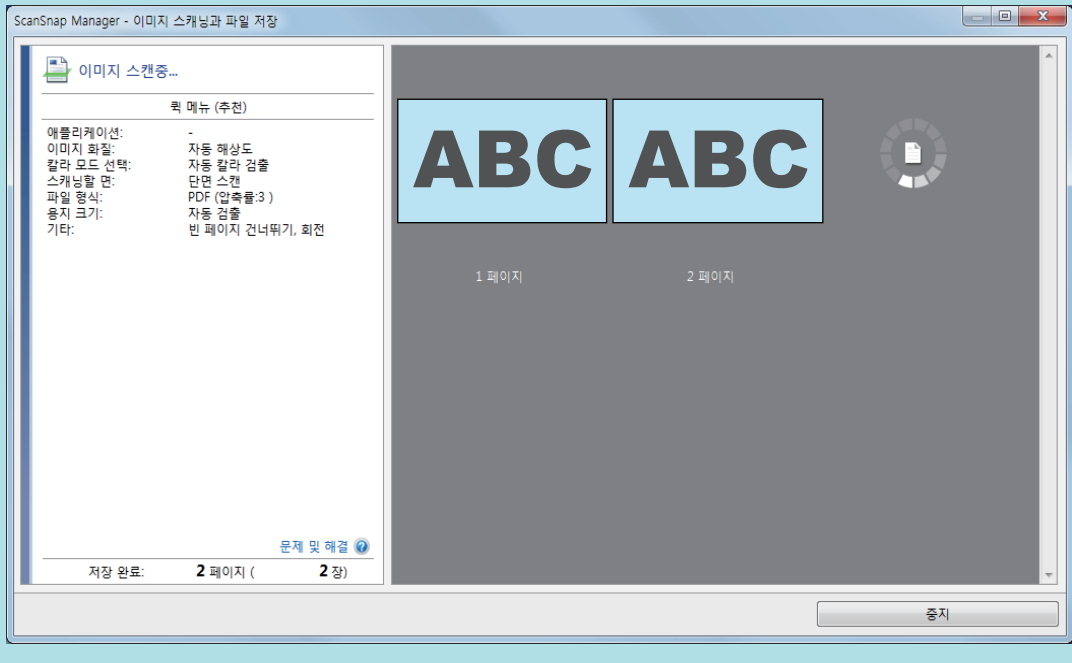 ScanSnap Manager - 이미지 스캐닝과 파일 저장
이미지 스캔중...
퀵 메뉴 (추천)
애플리케이션: -
이미지 화질: 자동 해상도
칼라 모드 선택: 자동 칼라 검출
스캐닝할 면: 단면 스캔
파일 형식: PDF (압축률:3 )
용지 크기: 자동 검출
기타: 빈 페이지 건너뛰기, 회전
문제 및 해결
저장 완료: 2 페이지 ( 2 장)
ABC ABC
1 페이지 2 페이지
중지